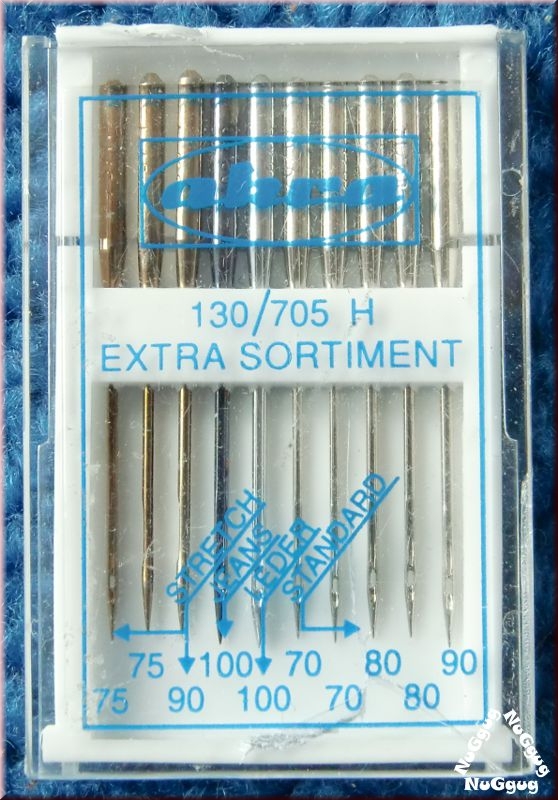 akra
130/705 H
EXTRA SORTIMENT
STRETCH
JEANS
LEDER
STANDARD
75 100 70 80 90
75 90 100 70 80
NuGgug
NuGgug
NuGgug